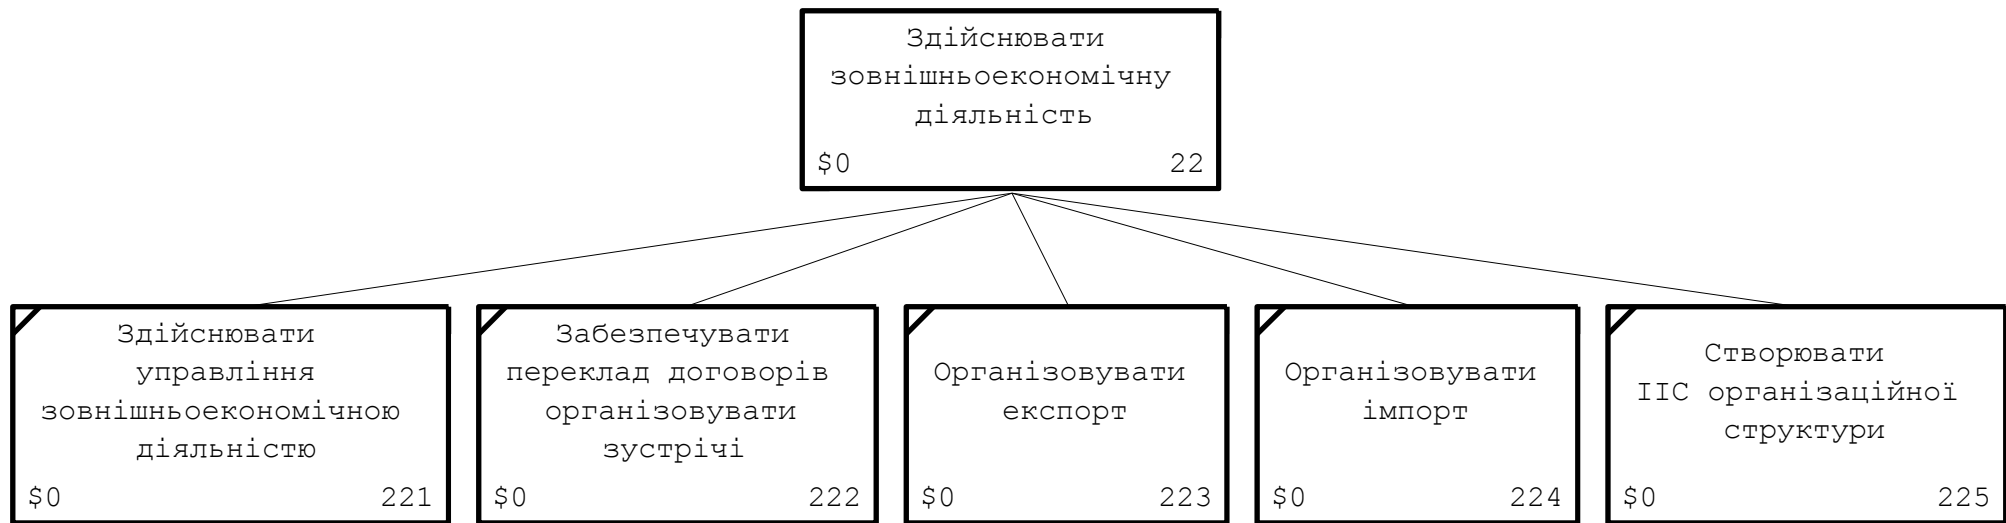 Здійснювати
зовнішньоекономічну
діяльність
$0 22
Здійснювати
управління
зовнішньоекономічною
діяльністю
$0 221
Забезпечувати
переклад договорів
організовувати
зустрічі
$0 222
Організовувати
експорт
$0 223
Організовувати
імпорт
$0 224
Створювати
ІІС організаційної
структури
$0 225